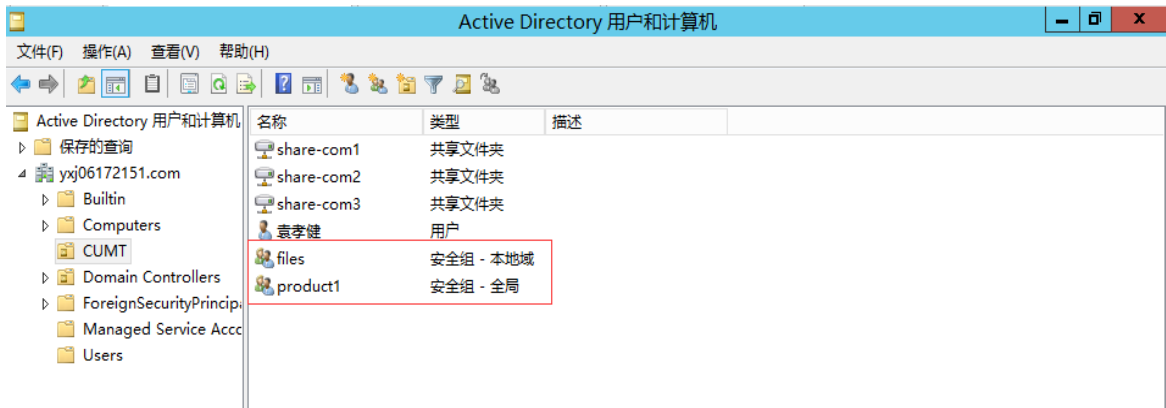 Active Directory 用户和计算机
文件(F) 操作(A) 查看(V) 帮助(H)
Active Directory 用户和计算机
保存的查询
yxj06172151.com
Builtin
Computers
CUMT
Domain Controllers
ForeignSecurityPrincipa
Managed Service Acco
Users
名称 类型 描述
share-com1 共享文件夹
share-com2 共享文件夹
share-com3 共享文件夹
袁孝健 用户
files 安全组 - 本地域
product1 安全组 - 全局